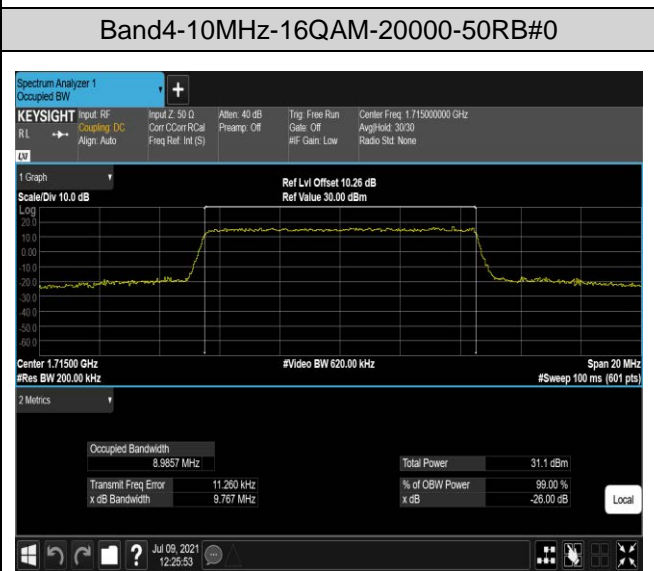 Band4-10MHz-16QAM-20000-50RB#0
Spectrum Analyzer 1
Occupied BW
+
KEYSIGHT Input: RF Input Z: 50 Ω Atten: 40 dB Trig: Free Run Center Freq: 1.715000000 GHz
RL Coupling: DC Corr CCorr RCal Preamp: Off Gate: Off Avg|Hold: 30/30
Align: Auto Freq Ref: Int (S) #IF Gain: Low Radio Std: None
LXI
1 Graph Ref Lvl Offset 10.26 dB
Scale/Div 10.0 dB Ref Value 30.00 dBm
Log
20.0
10.0
0.00
-10.0
-20.0
-30.0
-40.0
-50.0
-60.0
Center 1.71500 GHz #Video BW 620.00 kHz Span 20 MHz
#Res BW 200.00 kHz #Sweep 100 ms (601 pts)
2 Metrics
Occupied Bandwidth
8.9857 MHz Total Power 31.1 dBm
Transmit Freq Error 11.260 kHz % of OBW Power 99.00 %
x dB Bandwidth 9.767 MHz x dB -26.00 dB
Local
? Jul 09, 2021
12:25:53